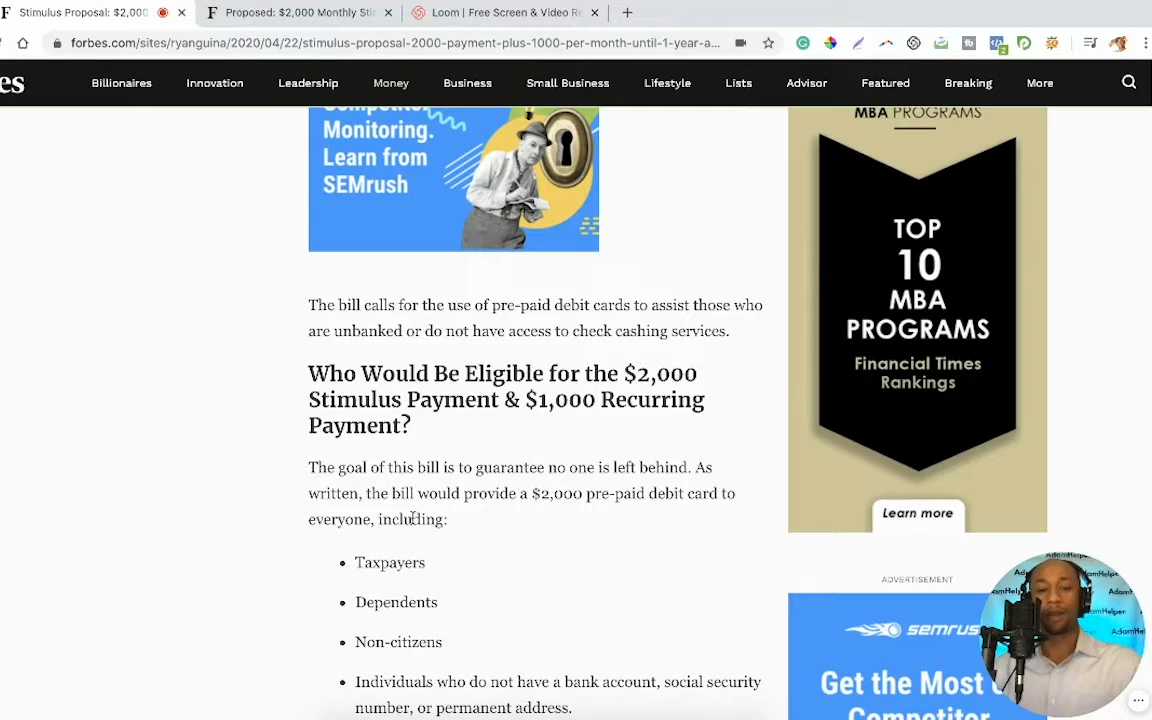 F Stimulus Proposal: $2,000
F Proposed: $2,000 Monthly Sti
Loom | Free Screen & Video Re
forbes.com/sites/ryanguina/2020/04/22/stimulus-proposal-2000-payment-plus-1000-per-month-until-1-year-a...
es
Billionaires Innovation Leadership Money Business Small Business Lifestyle Lists Advisor Featured Breaking More
Monitoring.
Learn from
SEMrush
The bill calls for the use of pre-paid debit cards to assist those who
are unbanked or do not have access to check cashing services.
Who Would Be Eligible for the $2,000
Stimulus Payment & $1,000 Recurring
Payment?
The goal of this bill is to guarantee no one is left behind. As
written, the bill would provide a $2,000 pre-paid debit card to
everyone, including:
• Taxpayers
• Dependents
• Non-citizens
• Individuals who do not have a bank account, social security
number, or permanent address.
MBA PROGRAMS
TOP
10
MBA
PROGRAMS
Financial Times
Rankings
Learn more
ADVERTISEMENT
semrus
Get the Most
AdamHelper